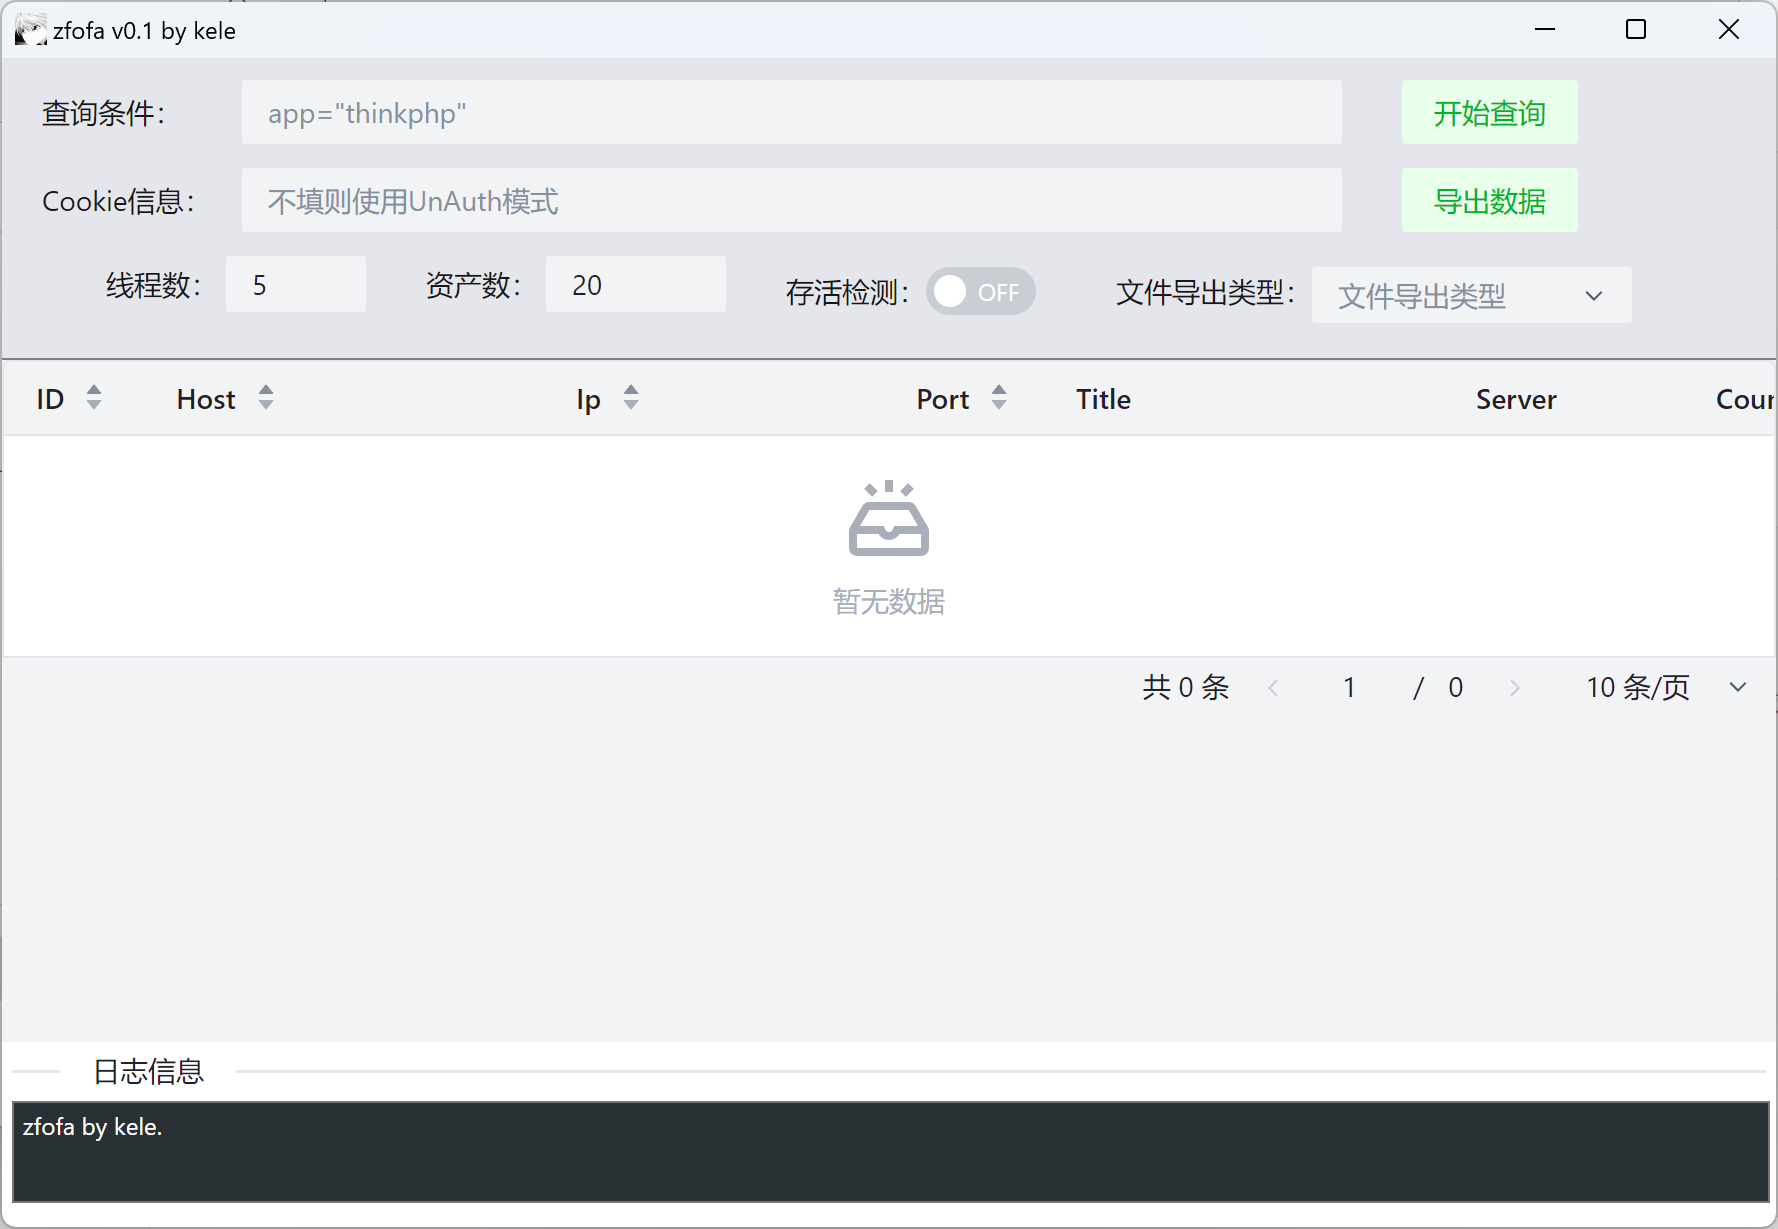 zfofa v0.1 by kele
查询条件： app="thinkphp" 开始查询
Cookie信息： 不填则使用UnAuth模式 导出数据
线程数： 5 资产数： 20 存活检测： OFF 文件导出类型： 文件导出类型
ID Host Ip Port Title Server Coun
暂无数据
共 0 条 1 / 0 10 条/页
日志信息
zfofa by kele.